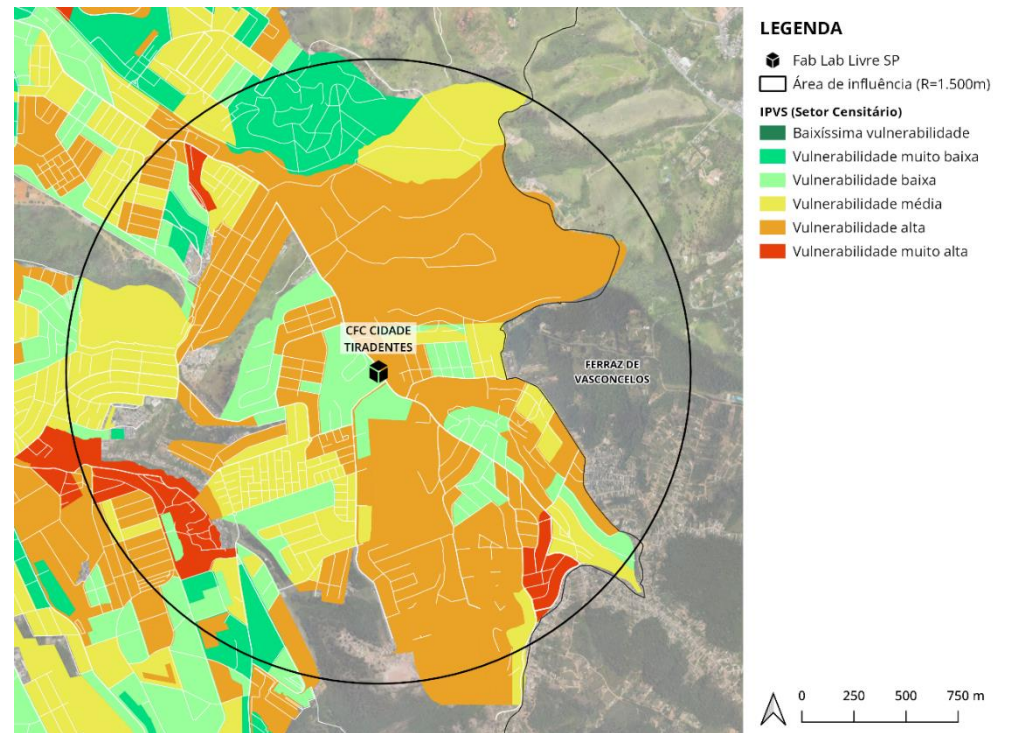 CFC CIDADE
TIRADENTES
FERRAZ DE
VASCONCELOS
LEGENDA
Fab Lab Livre SP
Área de influência (R=1.500m)
IPVS (Setor Censitário)
Baixíssima vulnerabilidade
Vulnerabilidade muito baixa
Vulnerabilidade baixa
Vulnerabilidade média
Vulnerabilidade alta
Vulnerabilidade muito alta
0 250 500 750 m